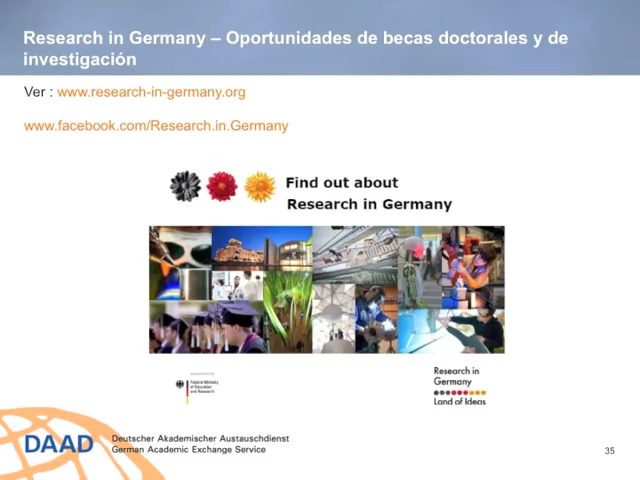 Research in Germany – Oportunidades de becas doctorales y de
investigación
Ver : www.research-in-germany.org
www.facebook.com/Research.in.Germany
Find out about
Research in Germany
Federal Ministry
of Education
and Research
Research in
Germany
Land of Ideas
DAAD
Deutscher Akademischer Austauschdienst
German Academic Exchange Service
35